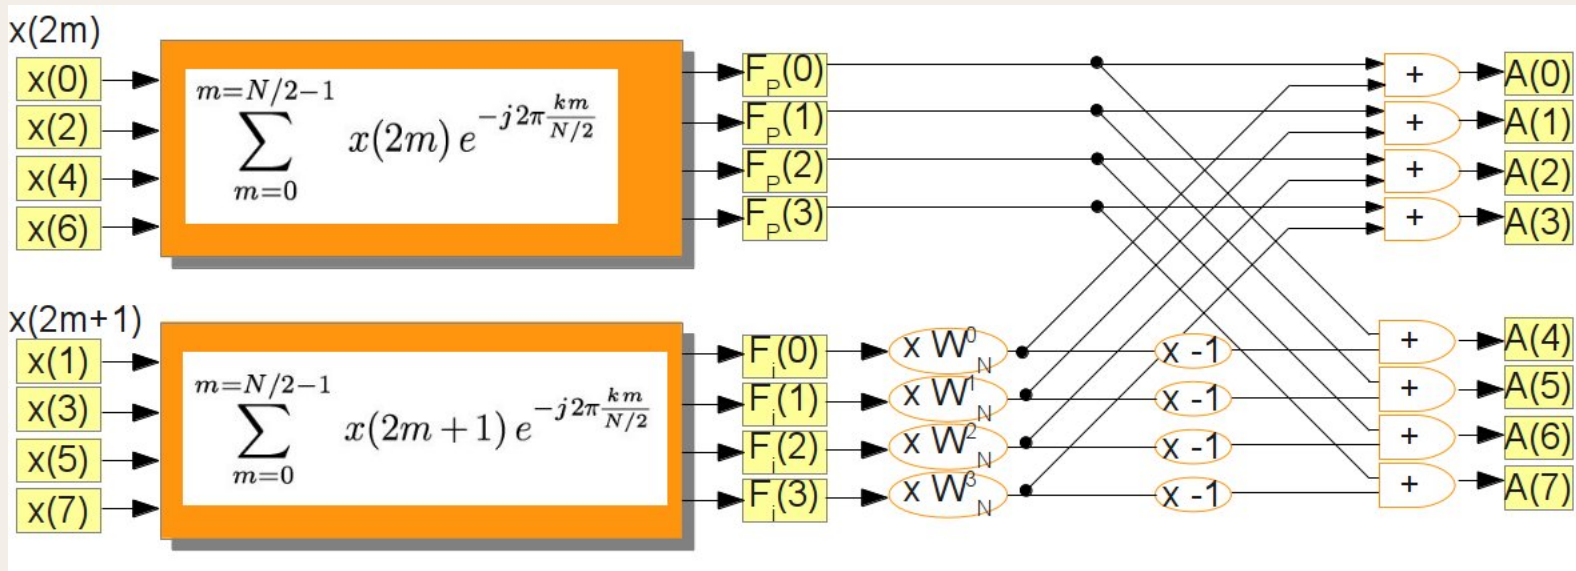 x(2m)
x(0)
x(2)
x(4)
x(6)
m=N/2−1
∑ x(2m) e^{−j2π km/N/2}
m=0
F_P(0)
F_P(1)
F_P(2)
F_P(3)
+
+
+
+
A(0)
A(1)
A(2)
A(3)
x(2m+1)
x(1)
x(3)
x(5)
x(7)
m=N/2−1
∑ x(2m+1) e^{−j2π km/N/2}
m=0
F_i(0)
F_i(1)
F_i(2)
F_i(3)
x W^0_N
x W^1_N
x W^2_N
x W^3_N
x -1
x -1
x -1
x -1
+
+
+
+
A(4)
A(5)
A(6)
A(7)